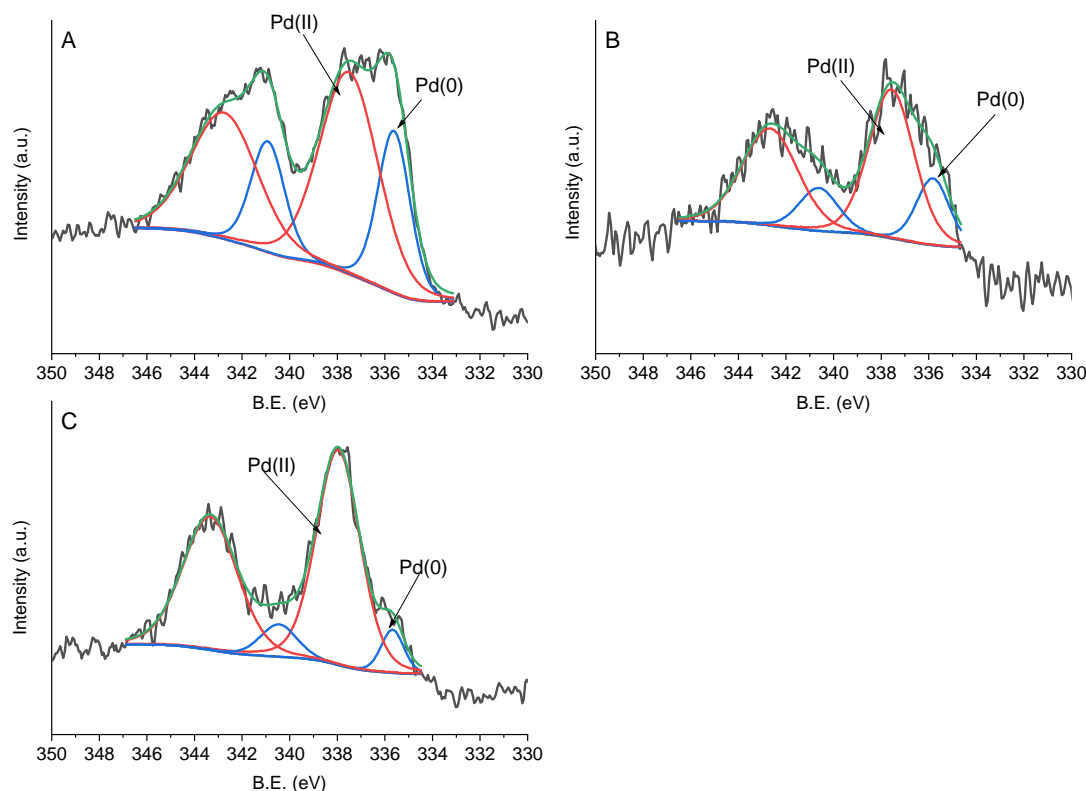 A
Pd(II)
Pd(0)
Intensity (a.u.)
350 348 346 344 342 340 338 336 334 332 330
B.E. (eV)
B
Pd(II)
Pd(0)
Intensity (a.u.)
350 348 346 344 342 340 338 336 334 332 330
B.E. (eV)
C
Pd(II)
Pd(0)
Intensity (a.u.)
350 348 346 344 342 340 338 336 334 332 330
B.E. (eV)